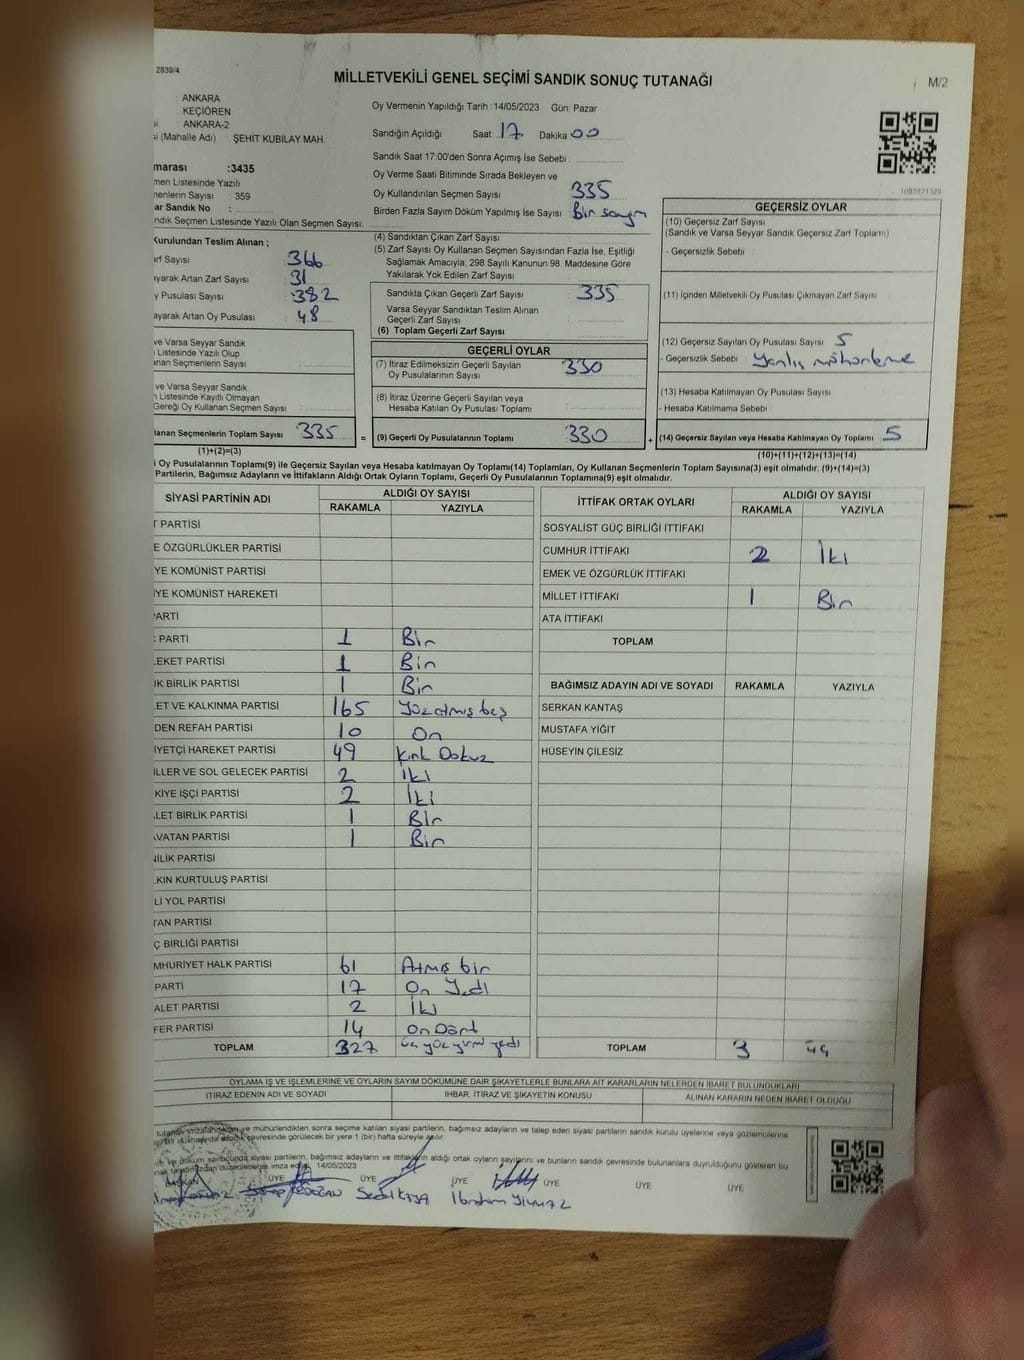 2839/4
MİLLETVEKİLİ GENEL SEÇİMİ SANDIK SONUÇ TUTANAĞI
M/2
: ANKARA
: KEÇİÖREN
: ANKARA-2
(Mahalle Adı) : ŞEHİT KUBİLAY MAH.
marası :3435
men Listesinde Yazılı
nenlerin Sayısı : 359
ar Sandık No :
ndık Seçmen Listesinde Yazılı Olan Seçmen Sayısı:
Oy Vermenin Yapıldığı Tarih :14/05/2023 Gün: Pazar
Sandığın Açıldığı Saat 17 Dakika 00
Sandık Saat 17:00'den Sonra Açımış İse Sebebi :
Oy Verme Saati Bitiminde Sırada Bekleyen ve
Oy Kullandırılan Seçmen Sayısı 335
Birden Fazla Sayım Döküm Yapılmış İse Sayısı : Bir sayım
1083921329
Kurulundan Teslim Alınan ;
rf Sayısı : 366
ayarak Artan Zarf Sayısı : 31
y Pusulası Sayısı : 382
ayarak Artan Oy Pusulası : 48
ve Varsa Seyyar Sandık
Listesinde Yazılı Olup
anan Seçmenlerin Sayısı :
ve Varsa Seyyar Sandık
n Listesinde Kayıtlı Olmayan
Gereği Oy Kullanan Seçmen Sayısı :
lanan Seçmenlerin Toplam Sayısı : 335
(1)+(2)=(3)
(4) Sandıktan Çıkan Zarf Sayısı :
(5) Zarf Sayısı Oy Kullanan Seçmen Sayısından Fazla İse, Eşitliği
Sağlamak Amacıyla, 298 Sayılı Kanunun 98. Maddesine Göre
Yakılarak Yok Edilen Zarf Sayısı :
Sandıkta Çıkan Geçerli Zarf Sayısı : 335
Varsa Seyyar Sandıktan Teslim Alınan
Geçerli Zarf Sayısı :
(6) Toplam Geçerli Zarf Sayısı :
GEÇERLİ OYLAR
(7) İtiraz Edilmeksizin Geçerli Sayılan
Oy Pusulalarının Sayısı : 330
(8) İtiraz Üzerine Geçerli Sayılan veya
Hesaba Katılan Oy Pusulası Toplamı :
= (9) Geçerli Oy Pusulalarının Toplamı : 330 +
GEÇERSİZ OYLAR
(10) Geçersiz Zarf Sayısı
(Sandık ve Varsa Seyyar Sandık Geçersiz Zarf Toplamı) :
- Geçersizlik Sebebi :
(11) İçinden Milletvekili Oy Pusulası Çıkmayan Zarf Sayısı :
(12) Geçersiz Sayılan Oy Pusulası Sayısı : 5
- Geçersizlik Sebebi : Yanlış mühürleme
(13) Hesaba Katılmayan Oy Pusulası Sayısı :
- Hesaba Katılmama Sebebi :
(14) Geçersiz Sayılan veya Hesaba Katılmayan Oy Toplamı : 5
(10)+(11)+(12)+(13)=(14)
i Oy Pusulalarının Toplamı(9) ile Geçersiz Sayılan veya Hesaba katılmayan Oy Toplamı(14) Toplamları, Oy Kullanan Seçmenlerin Toplam Sayısına(3) eşit olmalıdır. (9)+(14)=(3)
Partilerin, Bağımsız Adayların ve İttifakların Aldığı Ortak Oyların Toplamı, Geçerli Oy Pusulalarının Toplamına(9) eşit olmalıdır.
SİYASİ PARTİNİN ADI ALDIĞI OY SAYISI
RAKAMLA YAZIYLA
T PARTİSİ
E ÖZGÜRLÜKLER PARTİSİ
YE KOMÜNİST PARTİSİ
İYE KOMÜNİST HAREKETİ
PARTİ
PARTİ 1 Bir
EKET PARTİSİ 1 Bir
K BİRLİK PARTİSİ 1 Bir
ET VE KALKINMA PARTİSİ 165 Yüzatmış beş
DEN REFAH PARTİSİ 10 On
İYETÇİ HAREKET PARTİSİ 49 Kırk Dokuz
İLLER VE SOL GELECEK PARTİSİ 2 İki
KİYE İŞÇİ PARTİSİ 2 İki
LET BİRLİK PARTİSİ 1 Bir
VATAN PARTİSİ 1 Bir
NİLİK PARTİSİ
KIN KURTULUŞ PARTİSİ
Lİ YOL PARTİSİ
TAN PARTİSİ
Ç BİRLİĞİ PARTİSİ
MHURİYET HALK PARTİSİ 61 Atmış bir
PARTİ 17 On Yedi
ALET PARTİSİ 2 İki
FER PARTİSİ 14 On Dört
TOPLAM 327 üç yüz yirmi yedi
İTTİFAK ORTAK OYLARI ALDIĞI OY SAYISI
RAKAMLA YAZIYLA
SOSYALİST GÜÇ BİRLİĞİ İTTİFAKI
CUMHUR İTTİFAKI 2 İki
EMEK VE ÖZGÜRLÜK İTTİFAKI
MİLLET İTTİFAKI 1 Bir
ATA İTTİFAKI
TOPLAM
BAĞIMSIZ ADAYIN ADI VE SOYADI RAKAMLA YAZIYLA
SERKAN KANTAŞ
MUSTAFA YİĞİT
HÜSEYİN ÇİLESİZ
TOPLAM 3 üç
OYLAMA İŞ VE İŞLEMLERİNE VE OYLARIN SAYIM DÖKÜMÜNE DAİR ŞİKAYETLERLE BUNLARA AİT KARARLARIN NELERDEN İBARET BULUNDUKLARI
İTİRAZ EDENİN ADI VE SOYADI İHBAR, İTİRAZ VE ŞİKAYETİN KONUSU ALINAN KARARIN NEDEN İBARET OLDUĞU
mühürlendikten sonra seçime katılan siyasi partilerin, bağımsız adayların ve talep eden siyasi partilerin sandık kurulu üyelerine veya gözlemcilerine
çevresinde görülecek bir yere 1 (bir) hafta süreyle asılır.
döküm sonucunda siyasi partilerin, bağımsız adayların ve ittifakların aldığı ortak oyların sayılarını ve bunların sandık çevresinde bulunanlara duyrulduğunu gösteren bu
tarafımızdan düzenlenerek imza edildi. 14/05/2023
BAŞKAN ÜYE ÜYE ÜYE ÜYE ÜYE ÜYE
Sedi KAYA İbrahim YILMAZ